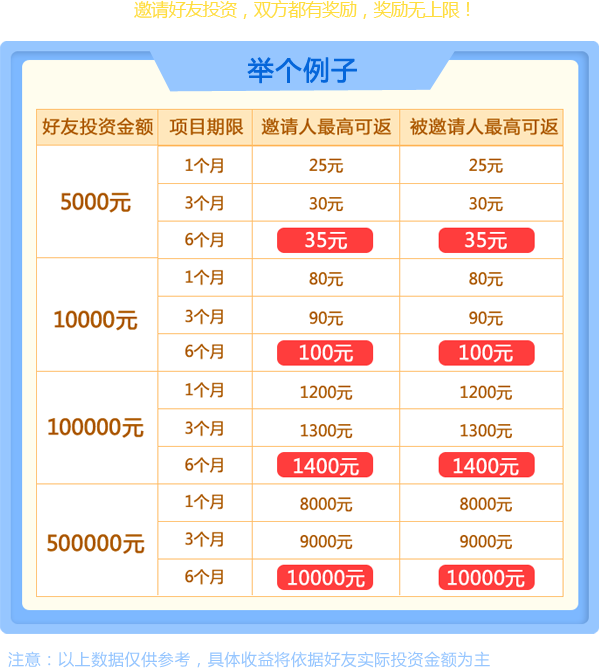 邀请好友投资，双方都有奖励，奖励无上限！
举个例子
好友投资金额 项目期限 邀请人最高可返 被邀请人最高可返
5000元
1个月 25元 25元
3个月 30元 30元
6个月 35元 35元
10000元
1个月 80元 80元
3个月 90元 90元
6个月 100元 100元
100000元
1个月 1200元 1200元
3个月 1300元 1300元
6个月 1400元 1400元
500000元
1个月 8000元 8000元
3个月 9000元 9000元
6个月 10000元 10000元
注意：以上数据仅供参考，具体收益将依据好友实际投资金额为主